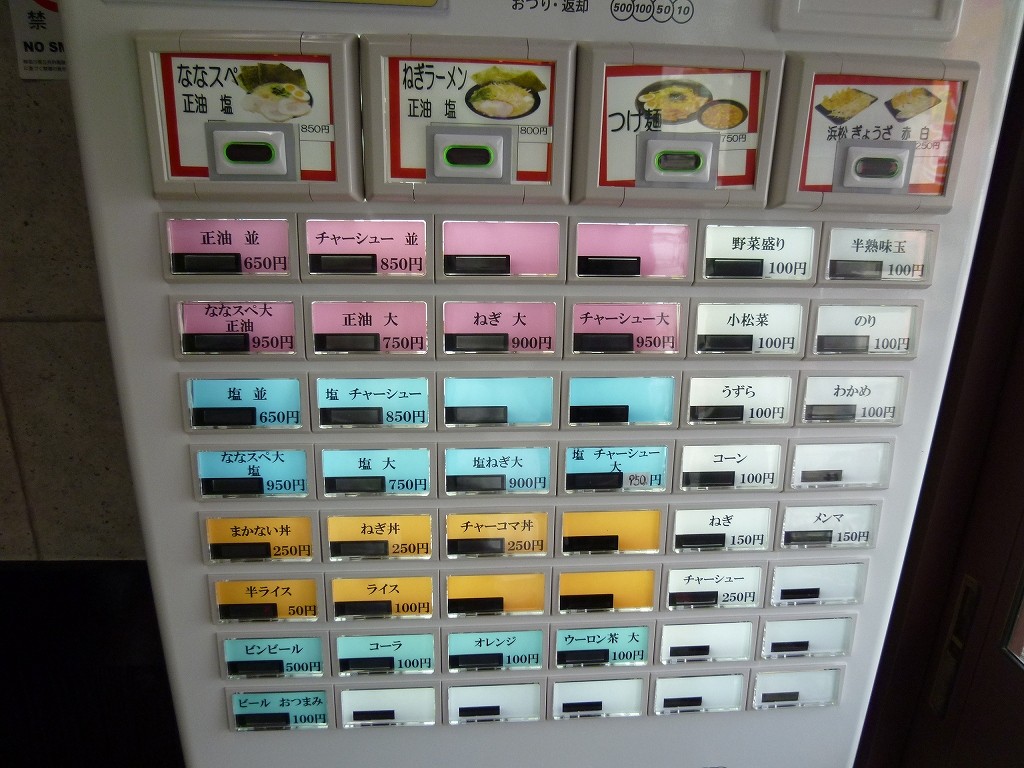 おつり・返却
500 100 50 10
禁
NO SM
ななスペ
正油 塩
850円
ねぎラーメン
正油 塩
800円
つけ麺
750円
浜松 ぎょうざ 赤 白
250円
正油 並
650円
チャーシュー 並
850円
野菜盛り
100円
半熟味玉
100円
ななスペ大
正油
950円
正油 大
750円
ねぎ 大
900円
チャーシュー大
950円
小松菜
100円
のり
100円
塩 並
650円
塩 チャーシュー
850円
うずら
100円
わかめ
100円
ななスペ大
塩
950円
塩 大
750円
塩ねぎ大
900円
塩 チャーシュー
大
950円
コーン
100円
まかない丼
250円
ねぎ丼
250円
チャーコマ丼
250円
ねぎ
150円
メンマ
150円
半ライス
50円
ライス
100円
チャーシュー
250円
ビンビール
500円
コーラ
100円
オレンジ
100円
ウーロン茶 大
100円
ビール おつまみ
100円